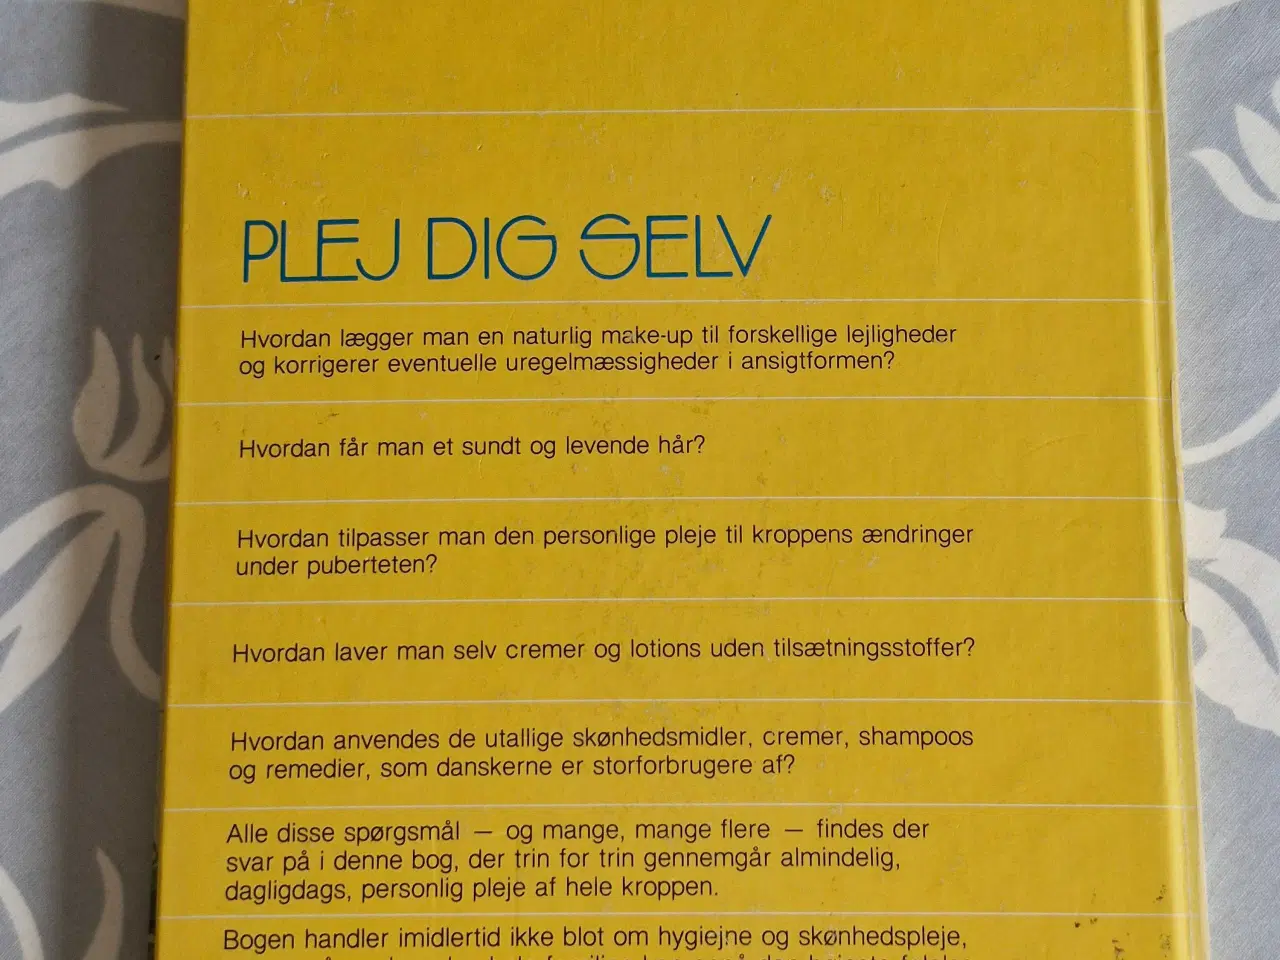 PLEJ DIG SELV
Hvordan lægger man en naturlig make-up til forskellige lejligheder
og korrigerer eventuelle uregelmæssigheder i ansigtformen?
Hvordan får man et sundt og levende hår?
Hvordan tilpasser man den personlige pleje til kroppens ændringer
under puberteten?
Hvordan laver man selv cremer og lotions uden tilsætningsstoffer?
Hvordan anvendes de utallige skønhedsmidler, cremer, shampoos
og remedier, som danskerne er storforbrugere af?
Alle disse spørgsmål — og mange, mange flere — findes der
svar på i denne bog, der trin for trin gennemgår almindelig,
dagligdags, personlig pleje af hele kroppen.
Bogen handler imidlertid ikke blot om hygiejne og skønhedspleje,